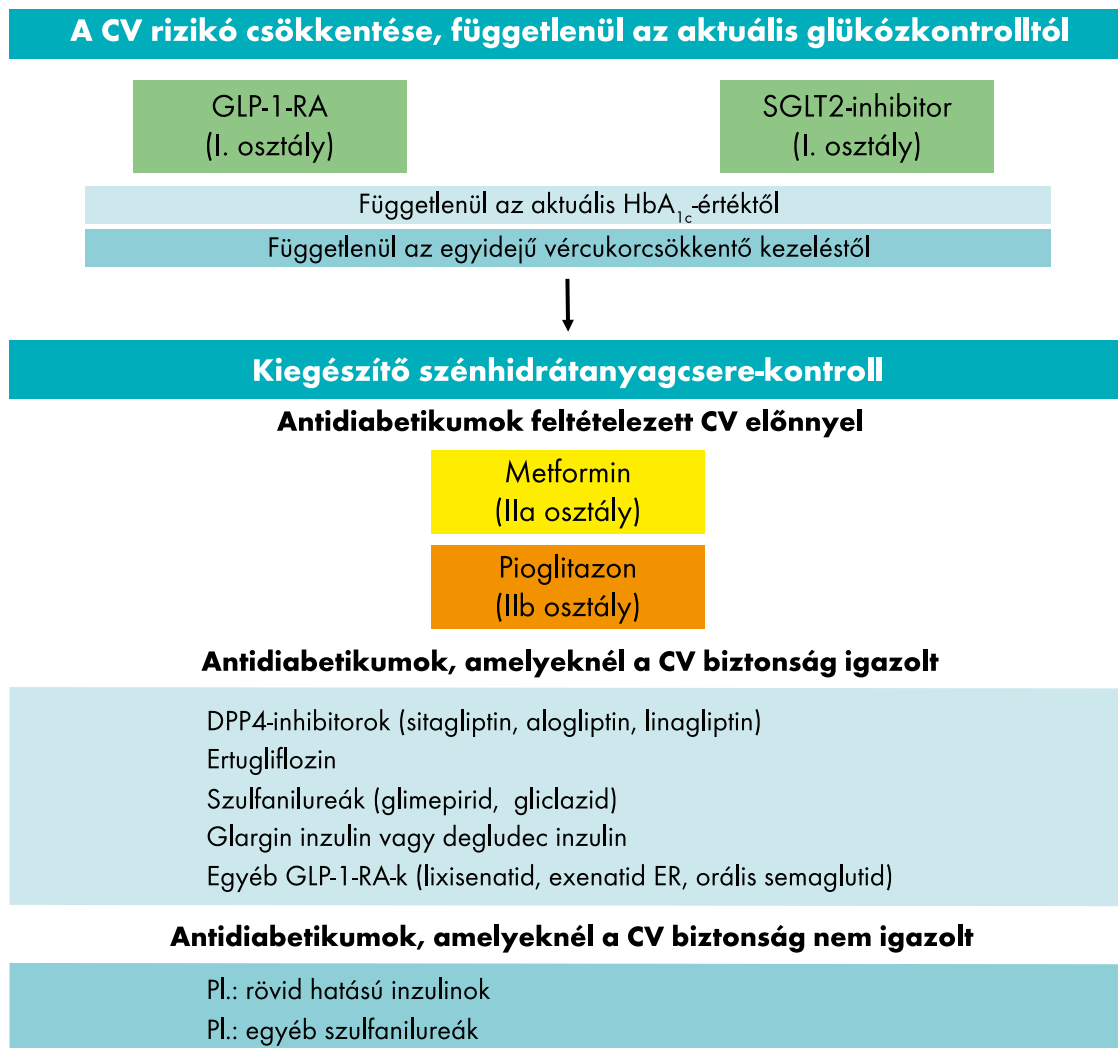 A CV rizikó csökkentése, függetlenül az aktuális glükózkontrolltól
GLP-1-RA
(I. osztály)
SGLT2-inhibitor
(I. osztály)
Függetlenül az aktuális HbA1c-értéktől
Függetlenül az egyidejű vércukorcsökkentő kezeléstől
Kiegészítő szénhidrátanyagcsere-kontroll
Antidiabetikumok feltételezett CV előnnyel
Metformin
(IIa osztály)
Pioglitazon
(IIb osztály)
Antidiabetikumok, amelyeknél a CV biztonság igazolt
DPP4-inhibitorok (sitagliptin, alogliptin, linagliptin)
Ertugliflozin
Szulfanilureák (glimepirid, gliclazid)
Glargin inzulin vagy degludec inzulin
Egyéb GLP-1-RA-k (lixisenatid, exenatid ER, orális semaglutid)
Antidiabetikumok, amelyeknél a CV biztonság nem igazolt
Pl.: rövid hatású inzulinok
Pl.: egyéb szulfanilureák